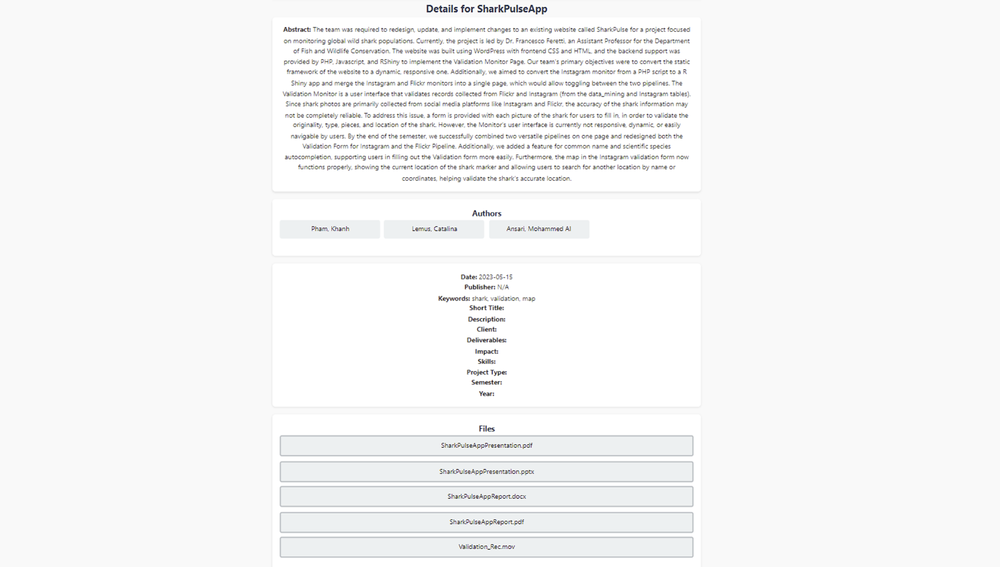 Details for SharkPulseApp
Abstract: The team was required to redesign, update, and implement changes to an existing website called SharkPulse for a project focused
on monitoring global wild shark populations. Currently, the project is led by Dr. Francesco Feretti, an Assistant Professor for the Department
of Fish and Wildlife Conservation. The website was built using WordPress with frontend CSS and HTML, and the backend support was
provided by PHP, Javascript, and RShiny to implement the Validation Monitor Page. Our team's primary objectives were to convert the static
framework of the website to a dynamic, responsive one. Additionally, we aimed to convert the Instagram monitor from a PHP script to a R
Shiny app and merge the Instagram and Flickr monitors into a single page, which would allow toggling between the two pipelines. The
Validation Monitor is a user interface that validates records collected from Flickr and Instagram (from the data_mining and Instagram tables).
Since shark photos are primarily collected from social media platforms like Instagram and Flickr, the accuracy of the shark information may
not be completely reliable. To address this issue, a form is provided with each picture of the shark for users to fill in, in order to validate the
originality, type, pieces, and location of the shark. However, the Monitor's user interface is currently not responsive, dynamic, or easily
navigable by users. By the end of the semester, we successfully combined two versatile pipelines on one page and redesigned both the
Validation Form for Instagram and the Flickr Pipeline. Additionally, we added a feature for common name and scientific species
autocompletion, supporting users in filling out the Validation form more easily. Furthermore, the map in the Instagram validation form now
functions properly, showing the current location of the shark marker and allowing users to search for another location by name or
coordinates, helping validate the shark's accurate location.
Authors
Pham, Khanh
Lemus, Catalina
Ansari, Mohammed Al
Date: 2023-05-15
Publisher: N/A
Keywords: shark, validation, map
Short Title:
Description:
Client:
Deliverables:
Impact:
Skills:
Project Type:
Semester:
Year:
Files
SharkPulseAppPresentation.pdf
SharkPulseAppPresentation.pptx
SharkPulseAppReport.docx
SharkPulseAppReport.pdf
Validation_Rec.mov